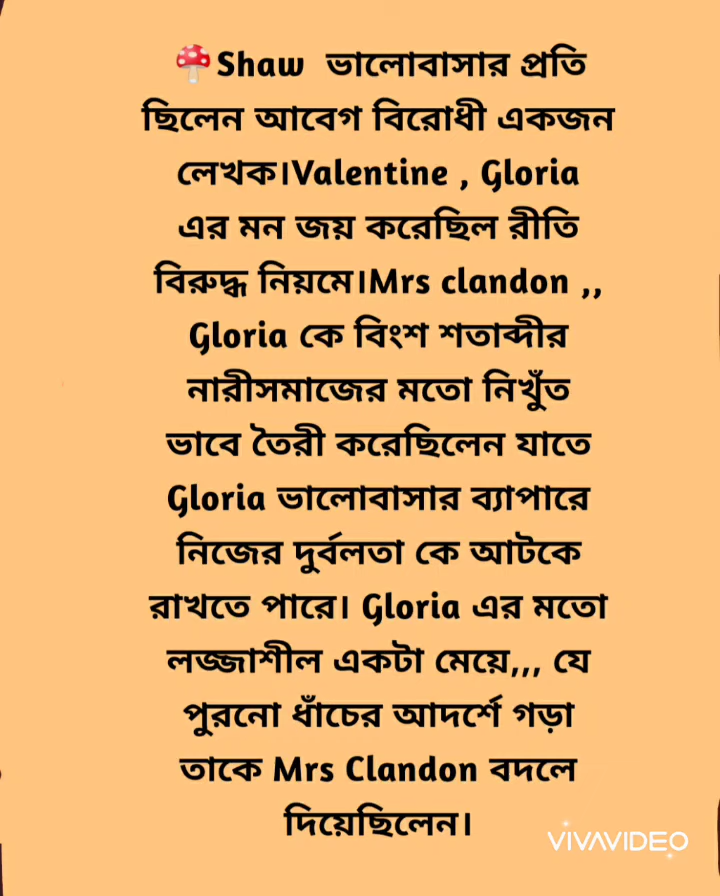 🍄Shaw ভালোবাসার প্রতি
ছিলেন আবেগ বিরোধী একজন
লেখক।Valentine , Gloria
এর মন জয় করেছিল রীতি
বিরুদ্ধ নিয়মে।Mrs clandon ,,
Gloria কে বিংশ শতাব্দীর
নারীসমাজের মতো নিখুঁত
ভাবে তৈরী করেছিলেন যাতে
Gloria ভালোবাসার ব্যাপারে
নিজের দুর্বলতা কে আটকে
রাখতে পারে। Gloria এর মতো
লজ্জাশীল একটা মেয়ে,,, যে
পুরনো ধাঁচের আদর্শে গড়া
তাকে Mrs Clandon বদলে
দিয়েছিলেন।
VIVAVIDEO